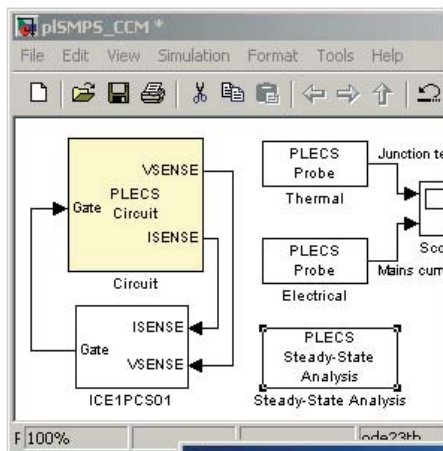 plSMPS_CCM *
File Edit View Simulation Format Tools Help
VSENSE
PLECS
Gate
Circuit
ISENSE
Circuit
ISENSE
Gate
VSENSE
ICE1PCS01
PLECS
Probe
Junction te
Thermal
Sco
PLECS
Probe
Mains curr
Electrical
PLECS
Steady-State
Analysis
Steady-State Analysis
F 100%
ode23tb